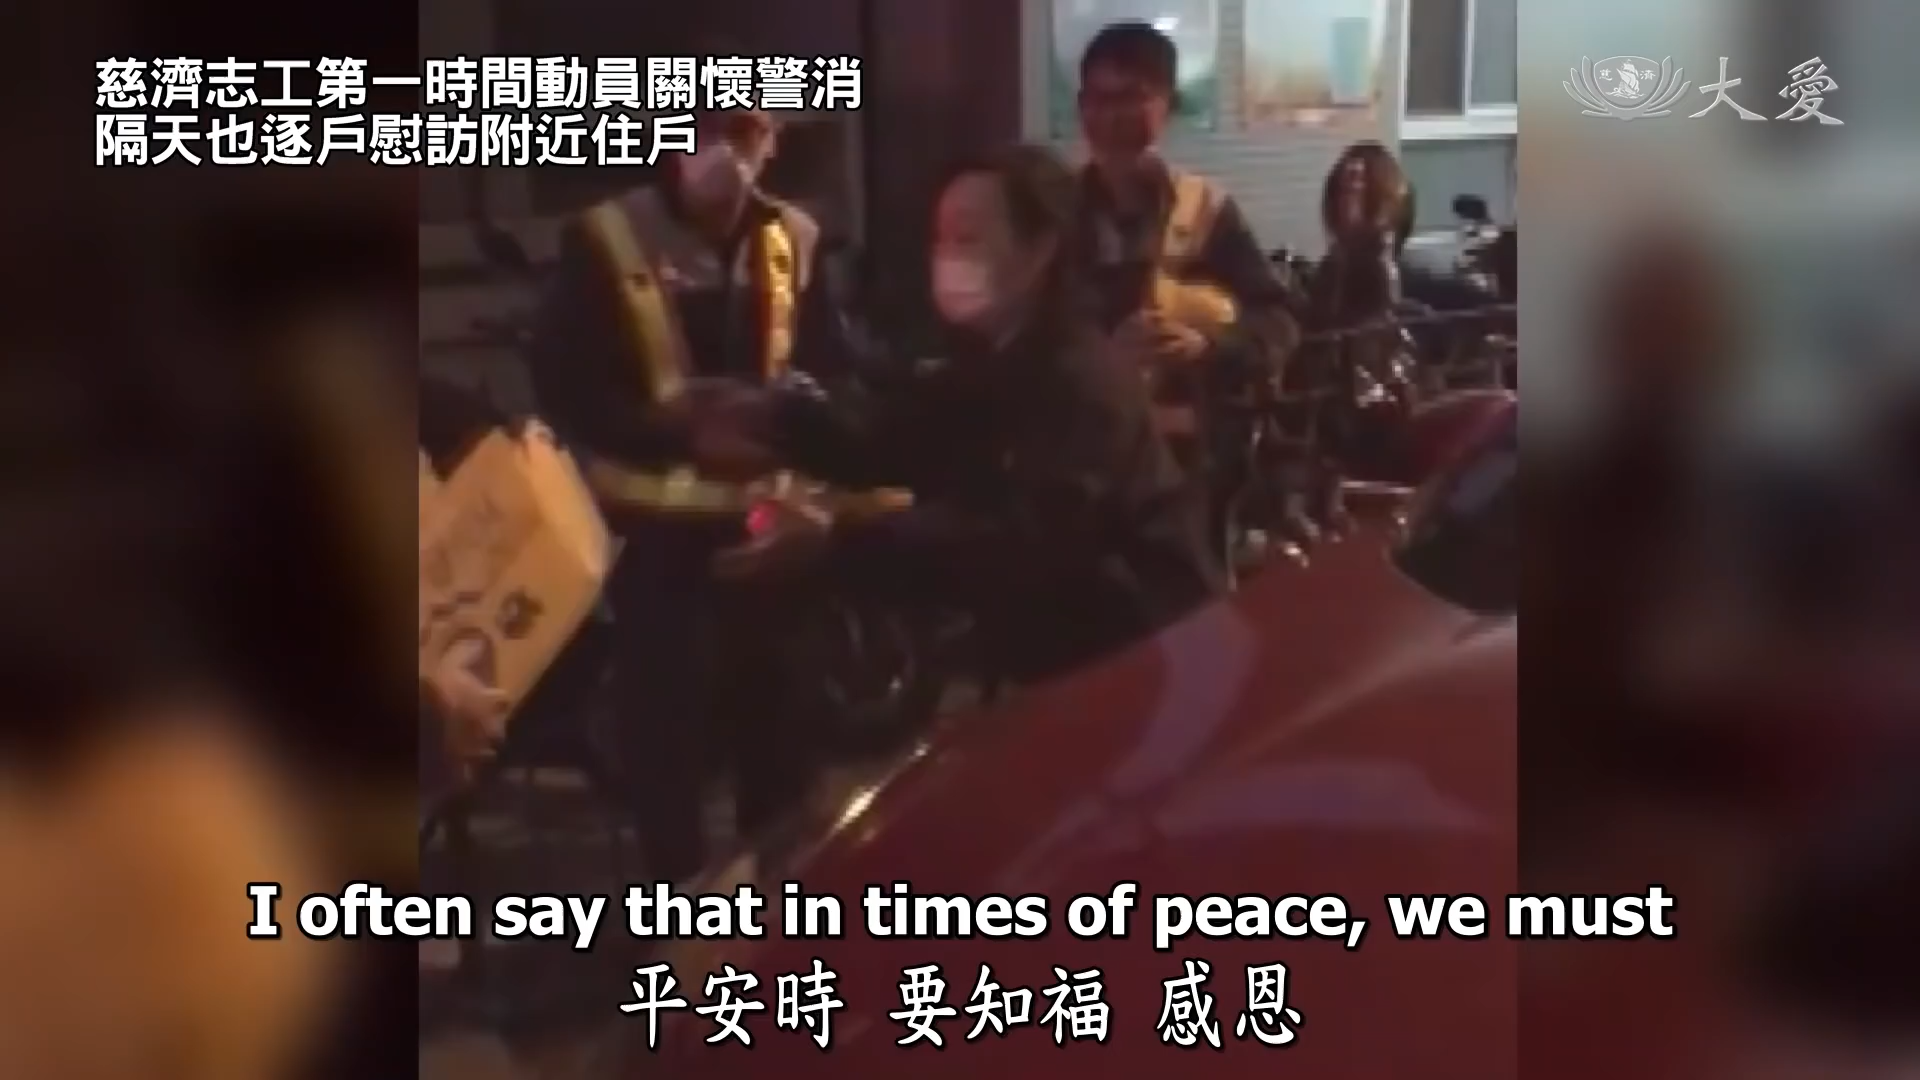 慈濟志工第一時間動員關懷警消
隔天也逐戶慰訪附近住戶
慈 濟
大愛
I often say that in times of peace, we must
平安時 要知福 感恩